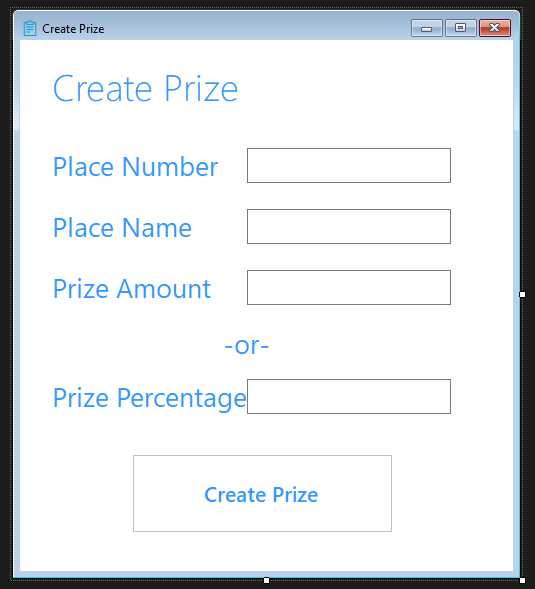 Create Prize
Create Prize
Place Number
Place Name
Prize Amount
-or-
Prize Percentage
Create Prize